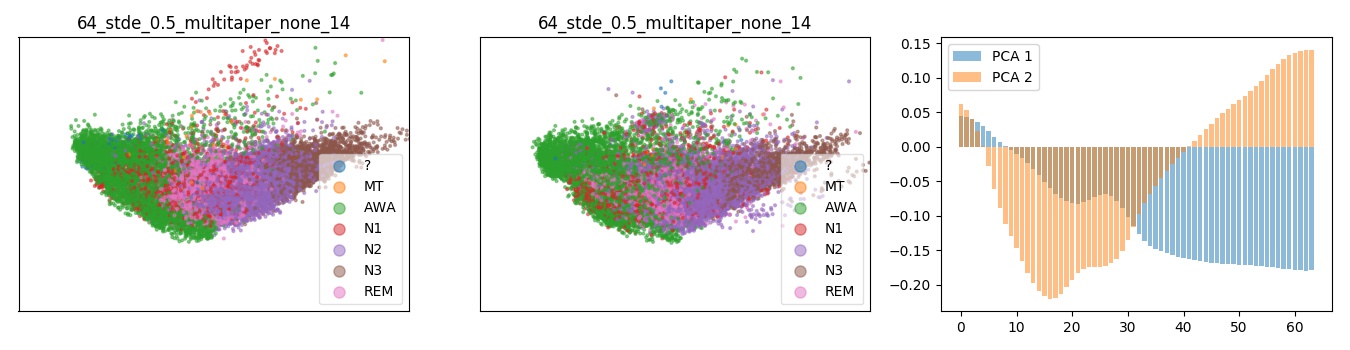 64_stde_0.5_multitaper_none_14
?
MT
AWA
N1
N2
N3
REM
64_stde_0.5_multitaper_none_14
?
MT
AWA
N1
N2
N3
REM
PCA 1
PCA 2
0.15
0.10
0.05
0.00
−0.05
−0.10
−0.15
−0.20
0 10 20 30 40 50 60